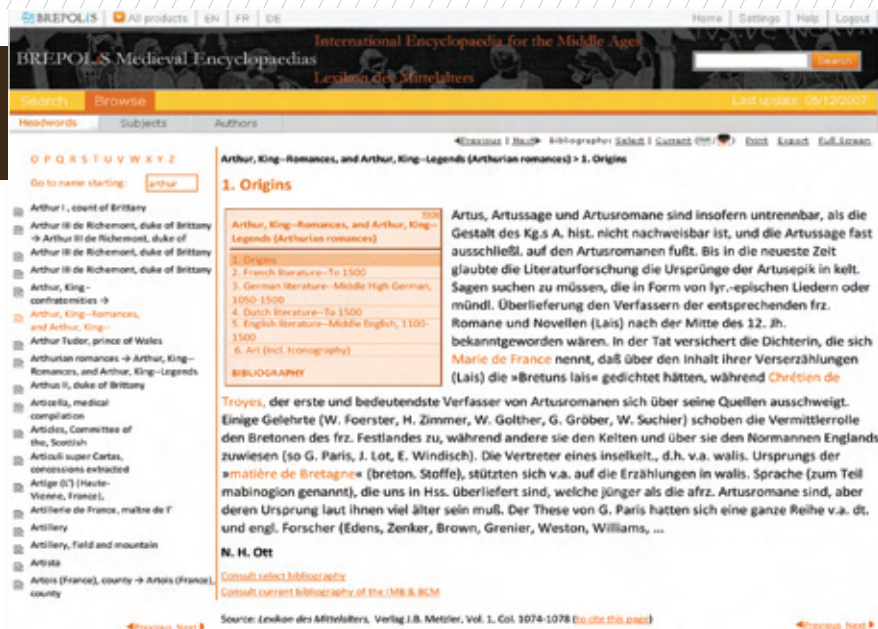 BREPOLiS All products EN FR DE
Home Settings Help Logout
International Encyclopaedia for the Middle Ages
BREPOLiS Medieval Encyclopaedias
Lexikon des Mittelalters
Search
Search Browse
Last update: 05/12/2007
Headwords Subjects Authors
Previous | Next Bibliography: Select | Current Print Export Full Screen
O P Q R S T U V W X Y Z
Go to name starting: arthur
Arthur I, count of Brittany
Arthur III de Richemont, duke of Brittany
→ Arthur III de Richemont, duke of
Arthur III de Richemont, duke of Brittany
Arthur III de Richemont, duke of Brittany
Arthur, King -
confraternities →
Arthur, King--Romances,
and Arthur, King--
Arthur Tudor, prince of Wales
Arthurian romances → Arthur, King--
Romances, and Arthur, King--Legends
Arthus II, duke of Brittany
Articella, medical
compilation
Articles, Committee of
the, Scottish
Articuli super Cartas,
concessions extracted
Artige (L') (Haute-
Vienne, France),
Artillerie de France, maître de l'
Artillery
Artillery, field and mountain
Artista
Artois (France), county → Artois (France),
county
Previous Next
Arthur, King--Romances, and Arthur, King--Legends (Arthurian romances) > 1. Origins
1. Origins
Arthur, King--Romances, and Arthur, King--
Legends (Arthurian romances)
1. Origins
2. French literature--To 1500
3. German literature--Middle High German,
1050-1500
4. Dutch literature--To 1500
5. English literature--Middle English, 1100-
1500
6. Art (incl. Iconography)
BIBLIOGRAPHY
Artus, Artussage und Artusromane sind insofern untrennbar, als die
Gestalt des Kg.s A. hist. nicht nachweisbar ist, und die Artussage fast
ausschließl. auf den Artusromanen fußt. Bis in die neueste Zeit
glaubte die Literaturforschung die Ursprünge der Artusepik in kelt.
Sagen suchen zu müssen, die in Form von lyr.-epischen Liedern oder
mündl. Überlieferung den Verfassern der entsprechenden frz.
Romane und Novellen (Lais) nach der Mitte des 12. Jh.
bekanntgeworden wären. In der Tat versichert die Dichterin, die sich
Marie de France nennt, daß über den Inhalt ihrer Verserzählungen
(Lais) die »Bretuns lais« gedichtet hätten, während Chrétien de
Troyes, der erste und bedeutendste Verfasser von Artusromanen sich über seine Quellen ausschweigt.
Einige Gelehrte (W. Foerster, H. Zimmer, W. Golther, G. Gröber, W. Suchier) schoben die Vermittlerrolle
den Bretonen des frz. Festlandes zu, während andere sie den Kelten und über sie den Normannen Englands
zuwiesen (so G. Paris, J. Lot, E. Windisch). Die Vertreter eines inselkelt., d.h. v.a. walis. Ursprungs der
»matière de Bretagne« (breton. Stoffe), stützten sich v.a. auf die Erzählungen in walis. Sprache (zum Teil
mabinogion genannt), die uns in Hss. überliefert sind, welche jünger als die afrz. Artusromane sind, aber
deren Ursprung laut ihnen viel älter sein muß. Der These von G. Paris hatten sich eine ganze Reihe v.a. dt.
und engl. Forscher (Edens, Zenker, Brown, Grenier, Weston, Williams, ...
N. H. Ott
Consult select bibliography
Consult current bibliography of the IMB & BCM
Source: Lexikon des Mittelalters, Verlag J.B. Metzler, Vol. 1, Col. 1074-1078 (to cite this page)
Previous Next